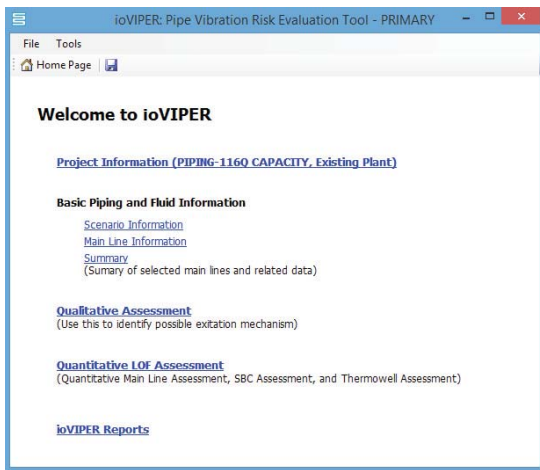 ioVIPER: Pipe Vibration Risk Evaluation Tool - PRIMARY
File Tools
Home Page
Welcome to ioVIPER
Project Information (PIPING-116Q CAPACITY, Existing Plant)
Basic Piping and Fluid Information
Scenario Information
Main Line Information
Summary
(Sumary of selected main lines and related data)
Qualitative Assessment
(Use this to identify possible exitation mechanism)
Quantitative LOF Assessment
(Quantitative Main Line Assessment, SBC Assessment, and Thermowell Assessment)
ioVIPER Reports